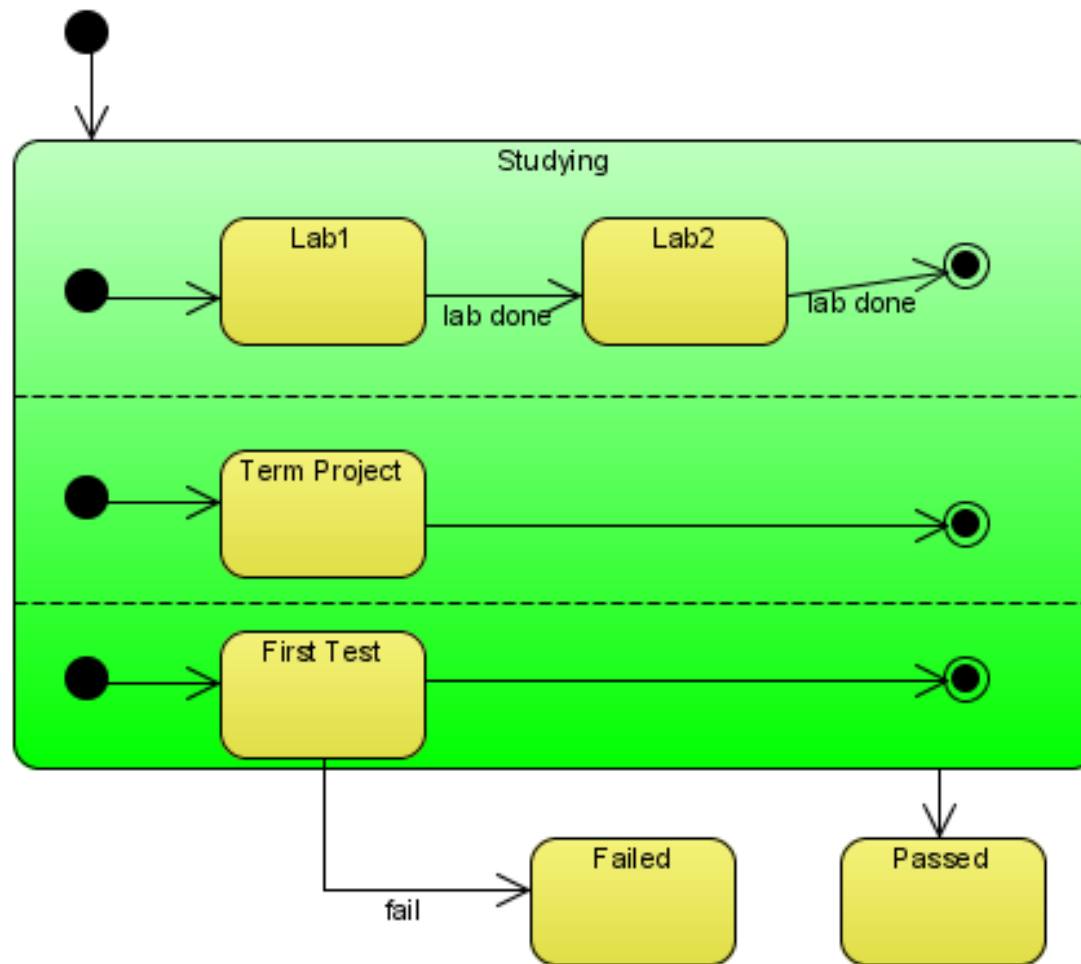 Studying
Lab1
Lab2
lab done
lab done
Term Project
First Test
Failed
Passed
fail